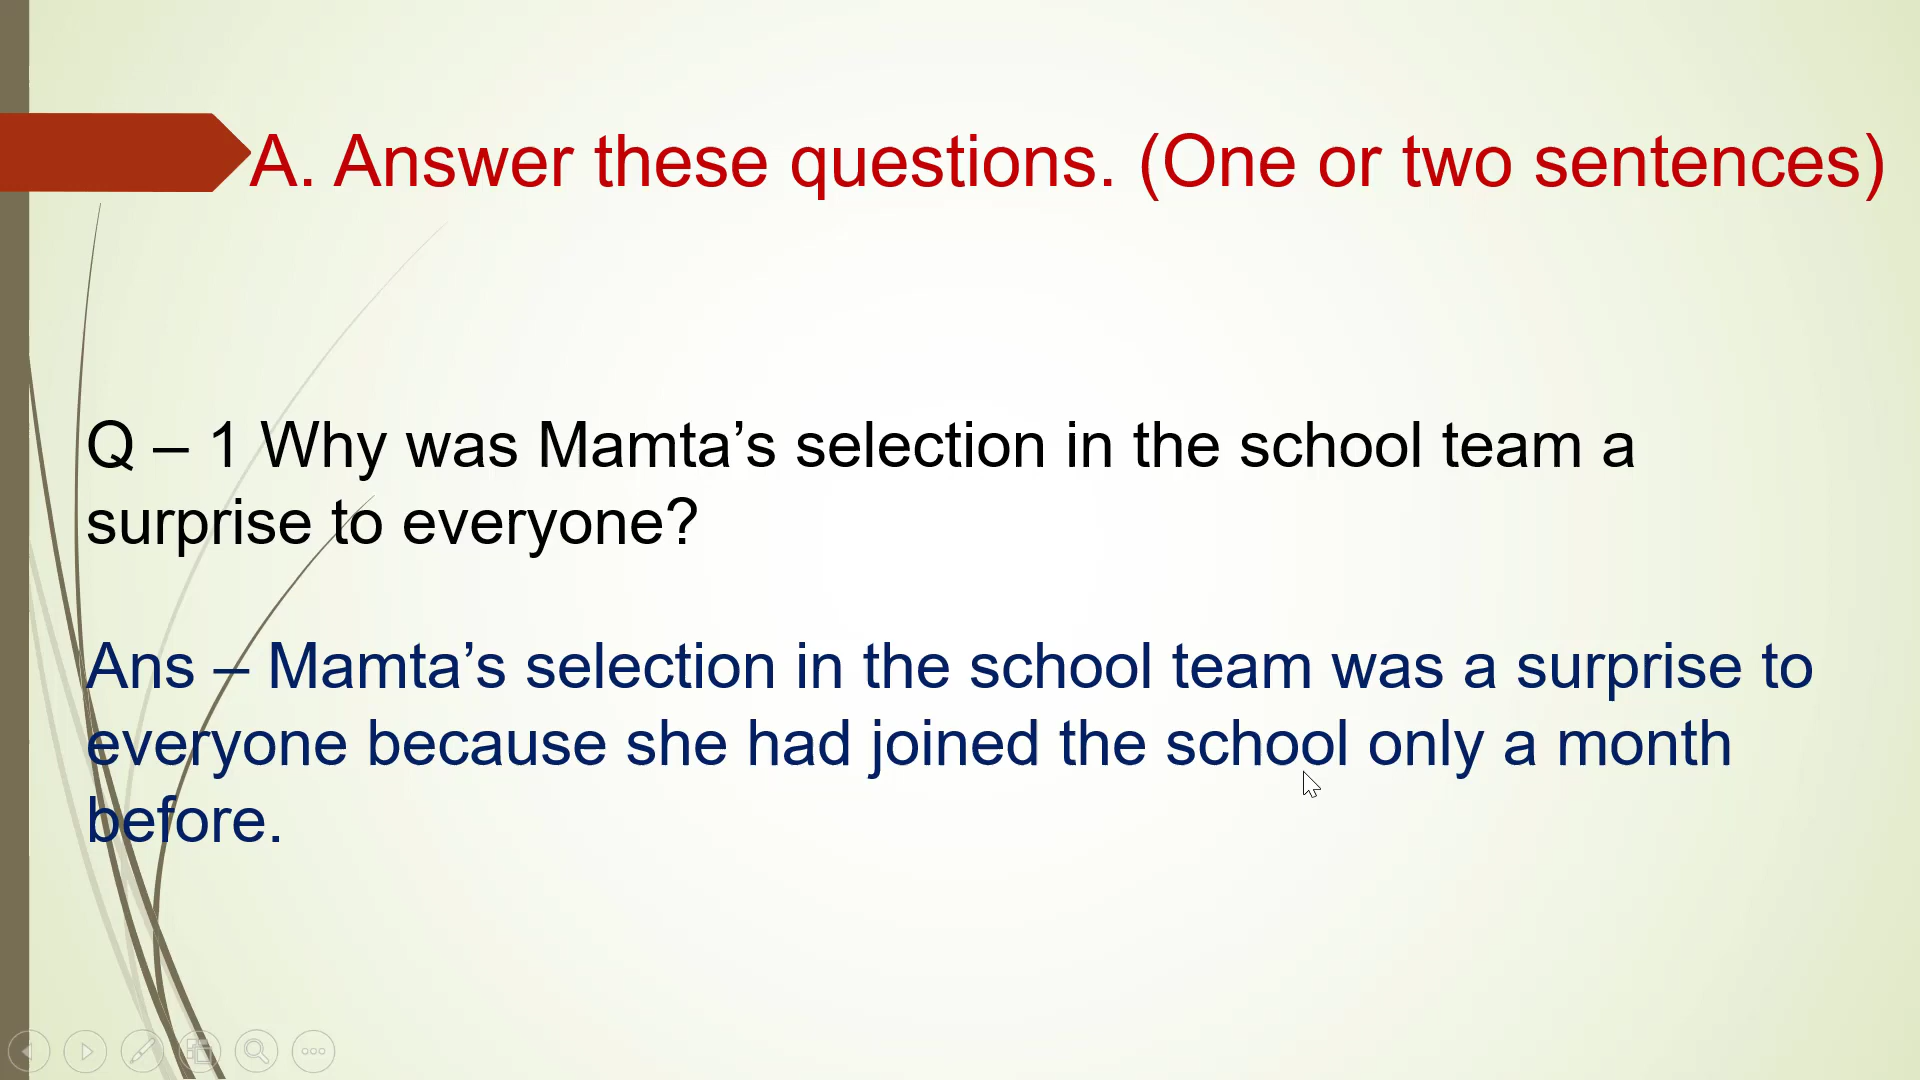 A. Answer these questions. (One or two sentences)
Q – 1 Why was Mamta’s selection in the school team a
surprise to everyone?
Ans – Mamta’s selection in the school team was a surprise to
everyone because she had joined the school only a month
before.